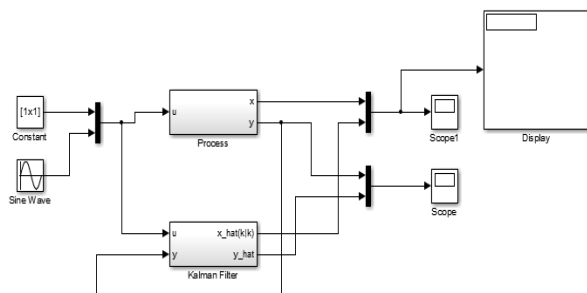 [1x1]
Constant
Sine Wave
u
x
y
Process
u
y
x_hat(k|k)
y_hat
Kalman Filter
Scope1
Scope
Display